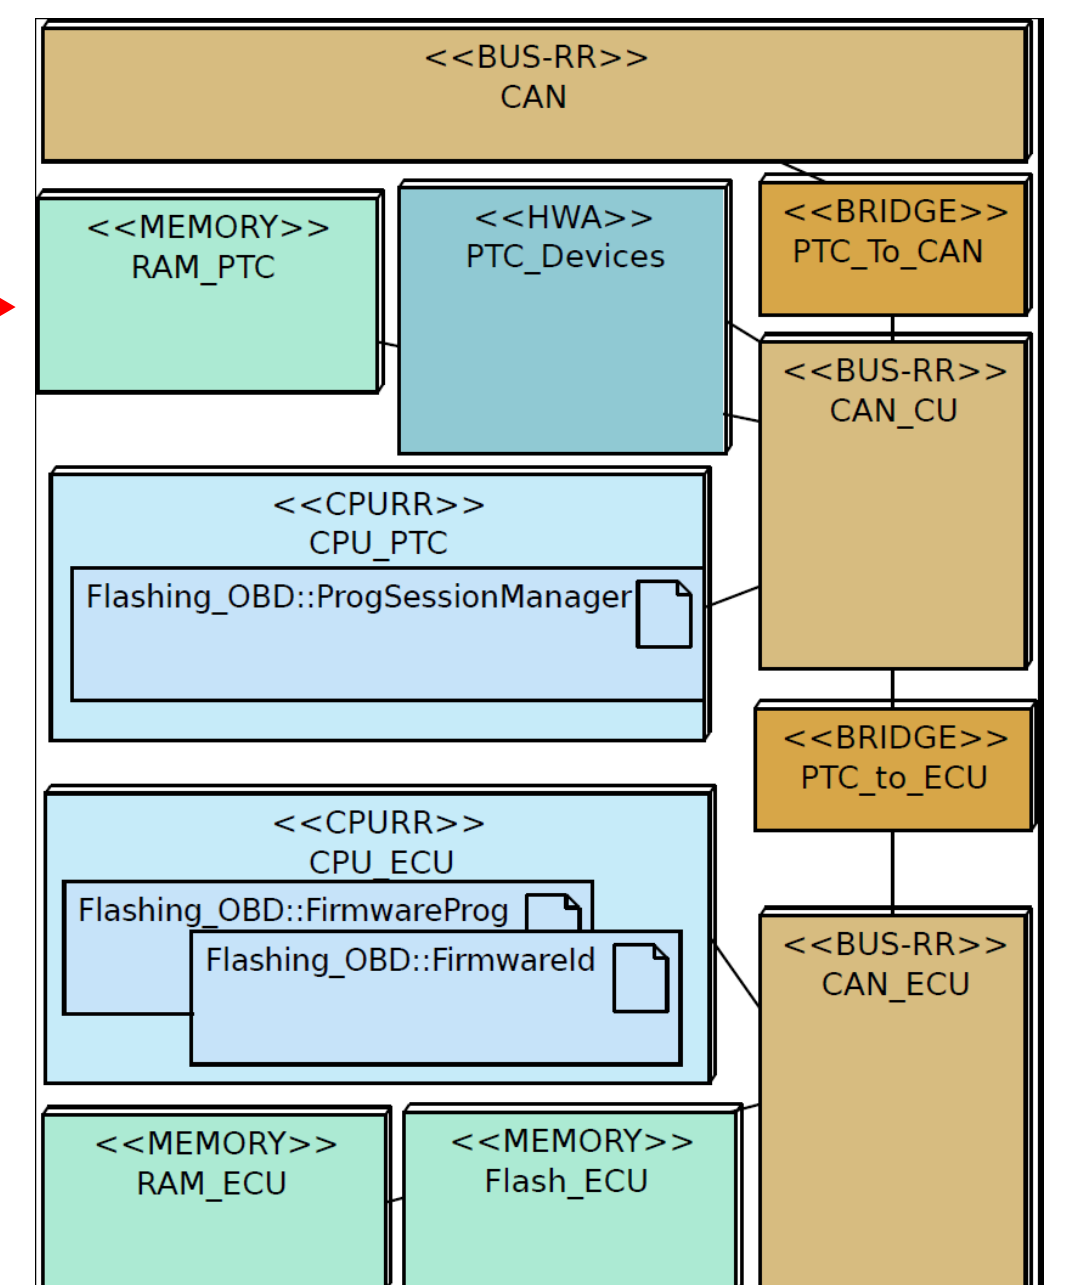 <<BUS-RR>>
CAN
<<MEMORY>>
RAM_PTC
<<HWA>>
PTC_Devices
<<BRIDGE>>
PTC_To_CAN
<<BUS-RR>>
CAN_CU
<<CPURR>>
CPU_PTC
Flashing_OBD::ProgSessionManager
<<BRIDGE>>
PTC_to_ECU
<<CPURR>>
CPU_ECU
Flashing_OBD::FirmwareProg
Flashing_OBD::FirmwareId
<<BUS-RR>>
CAN_ECU
<<MEMORY>>
RAM_ECU
<<MEMORY>>
Flash_ECU